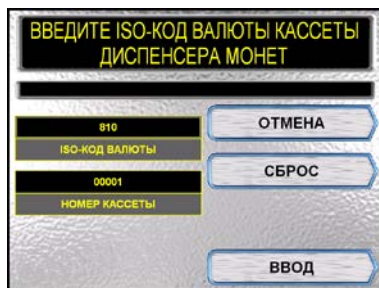 ВВЕДИТЕ ISO-КОД ВАЛЮТЫ КАССЕТЫ
ДИСПЕНСЕРА МОНЕТ
810
ISO-КОД ВАЛЮТЫ
00001
НОМЕР КАССЕТЫ
ОТМЕНА
СБРОС
ВВОД